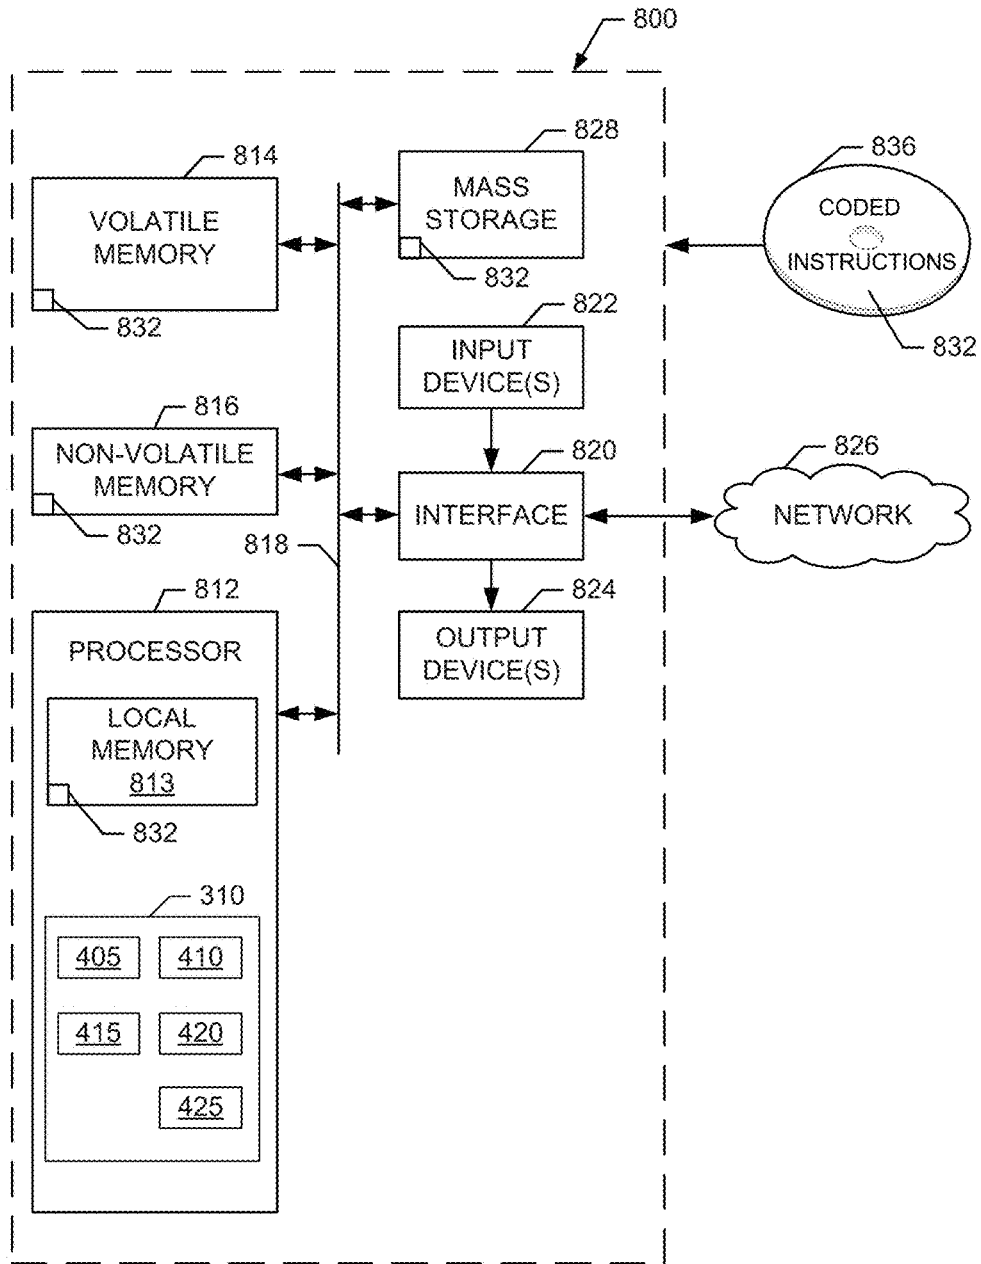 800
814
VOLATILE
MEMORY
832
828
MASS
STORAGE
832
836
CODED
INSTRUCTIONS
832
822
INPUT
DEVICE(S)
816
NON-VOLATILE
MEMORY
832
818
820
INTERFACE
826
NETWORK
824
OUTPUT
DEVICE(S)
812
PROCESSOR
LOCAL
MEMORY
813
832
310
405
410
415
420
425